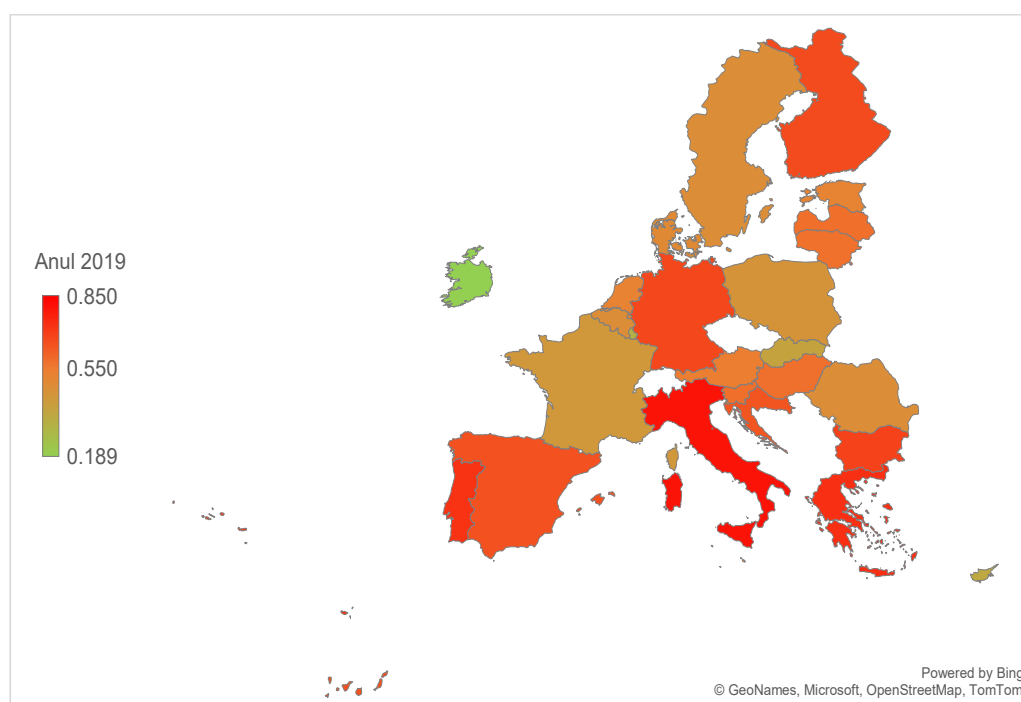 Anul 2019
0.850
0.550
0.189
Powered by Bing
© GeoNames, Microsoft, OpenStreetMap, TomTom